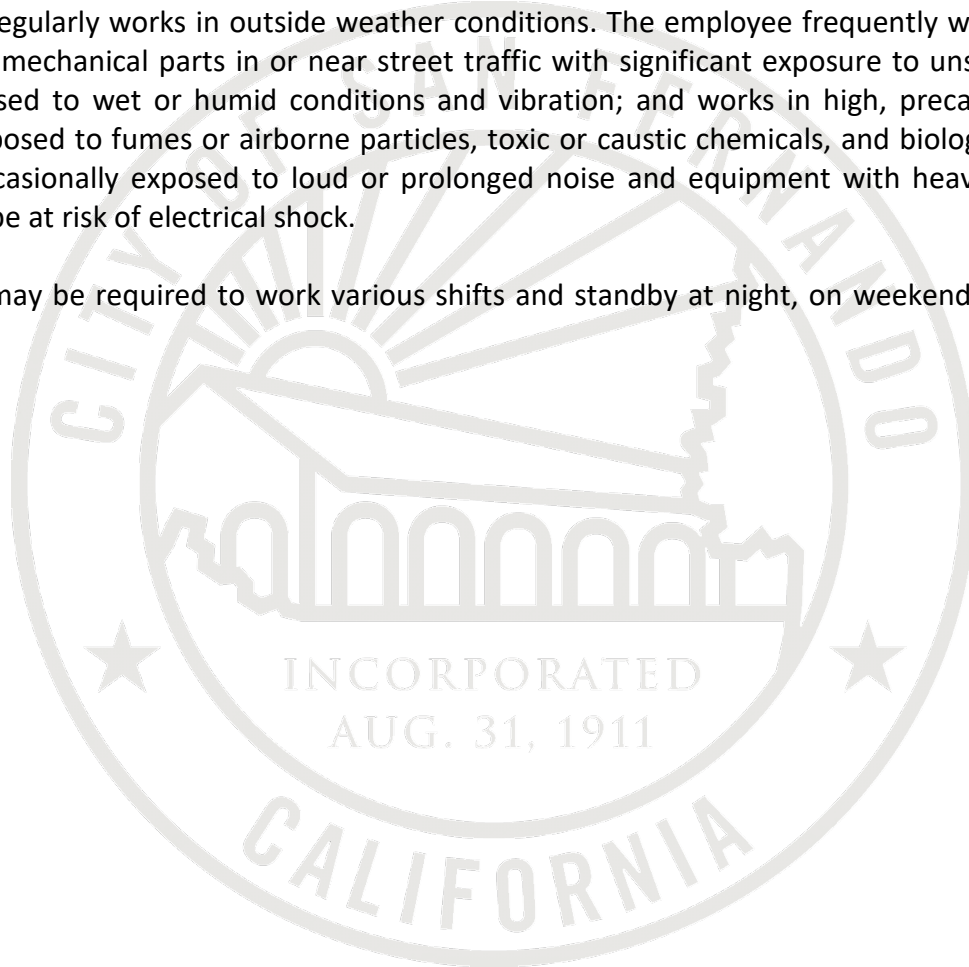 egularly works in outside weather conditions. The employee frequently w
mechanical parts in or near street traffic with significant exposure to uns
sed to wet or humid conditions and vibration; and works in high, preca
posed to fumes or airborne particles, toxic or caustic chemicals, and biolog
casionally exposed to loud or prolonged noise and equipment with heav
be at risk of electrical shock.
may be required to work various shifts and standby at night, on weekend
CITY OF SAN FERNANDO
INCORPORATED
AUG. 31, 1911
CALIFORNIA